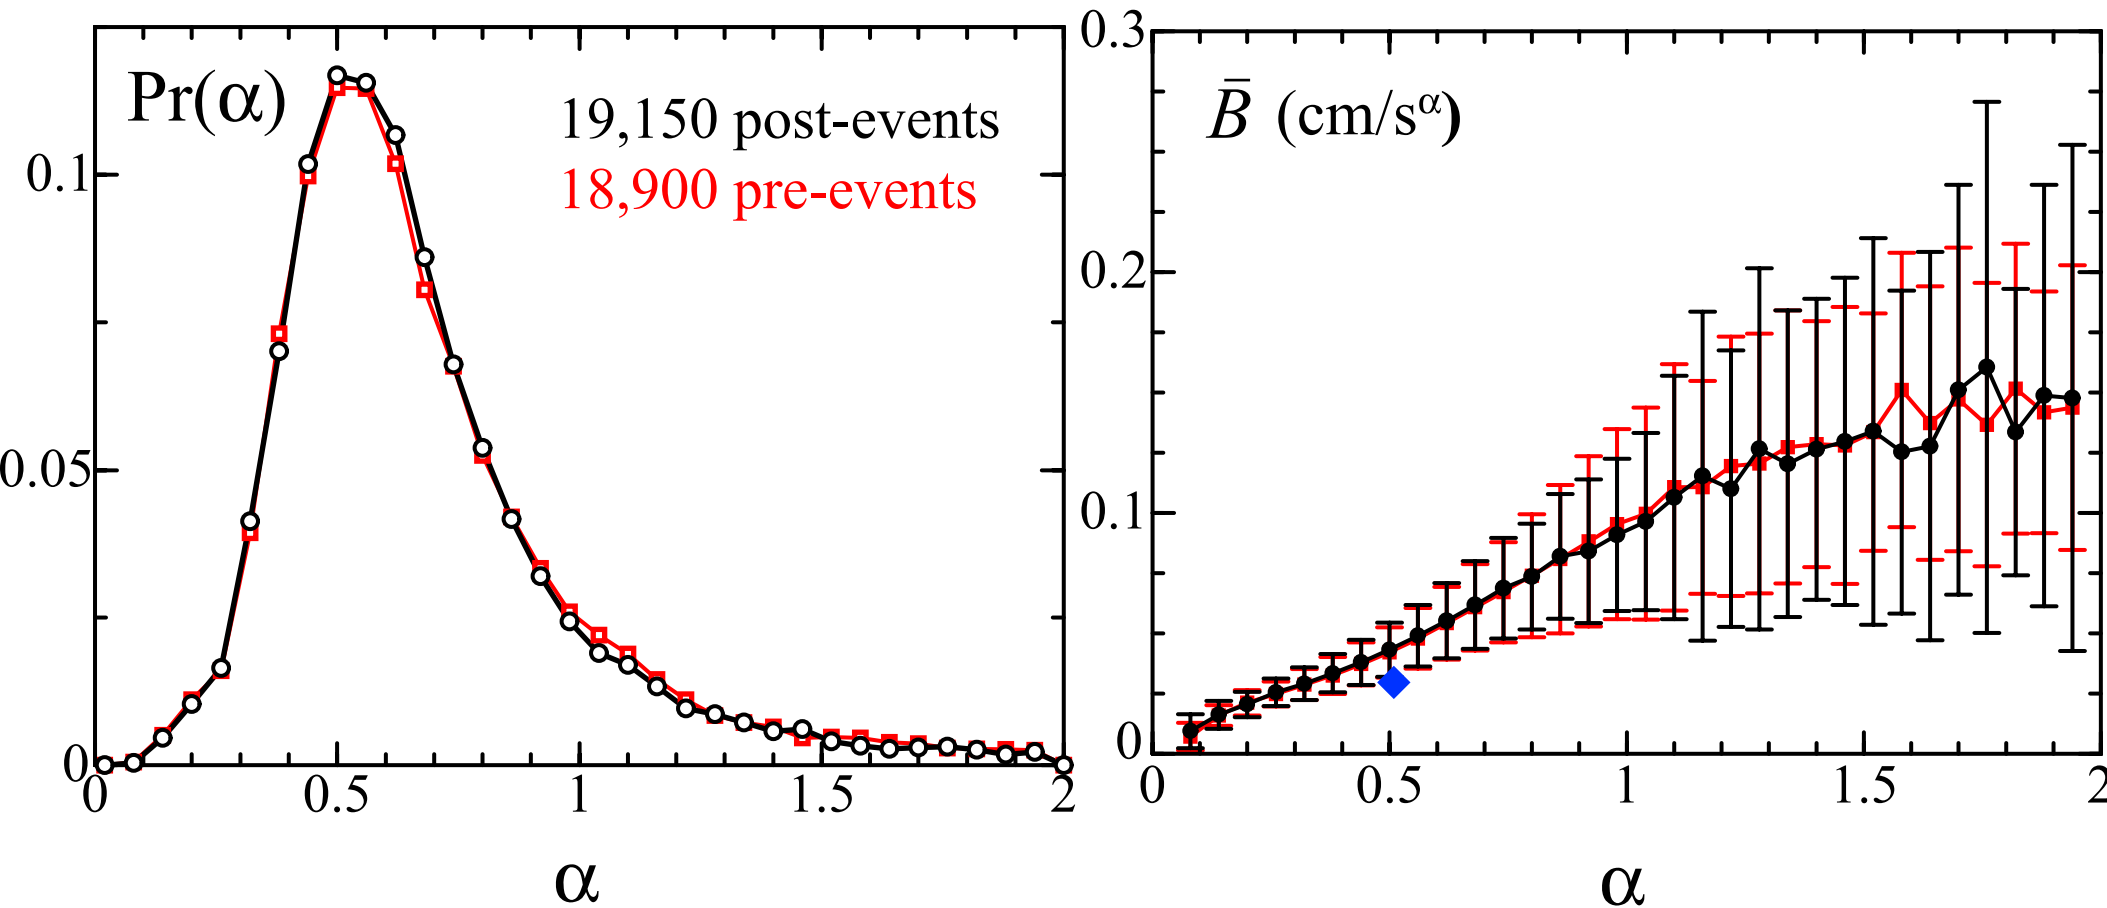 Pr(α)
19,150 post-events
18,900 pre-events
0.1
0.05
0
0 0.5 1 1.5 2
α
0.3
B̄ (cm/sᵅ)
0.2
0.1
0
0 0.5 1 1.5 2
α